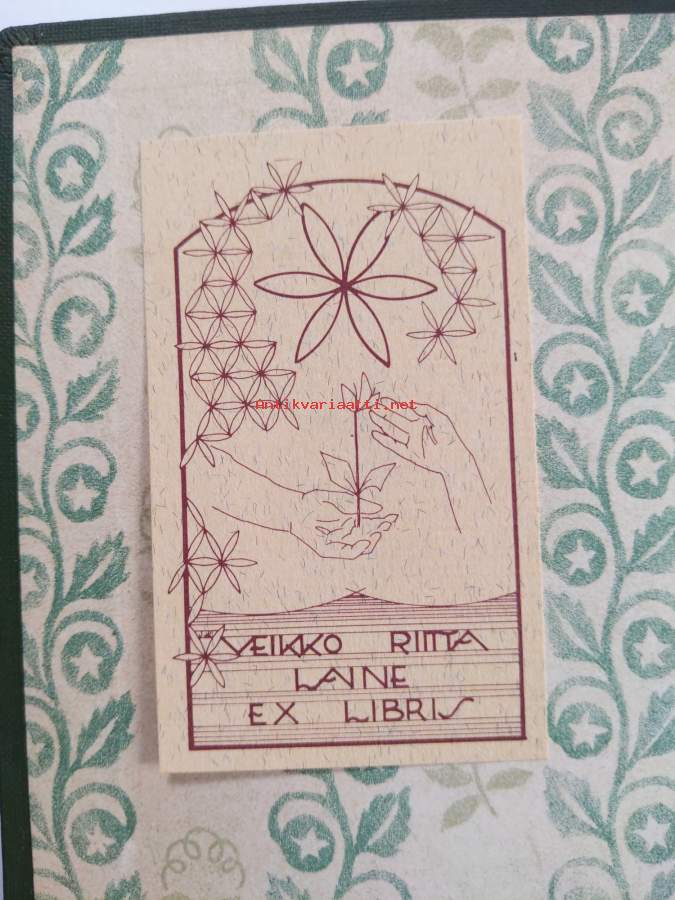 Antikvariaatti.net
VEIKKO RIITTA
LAINE
EX LIBRIS